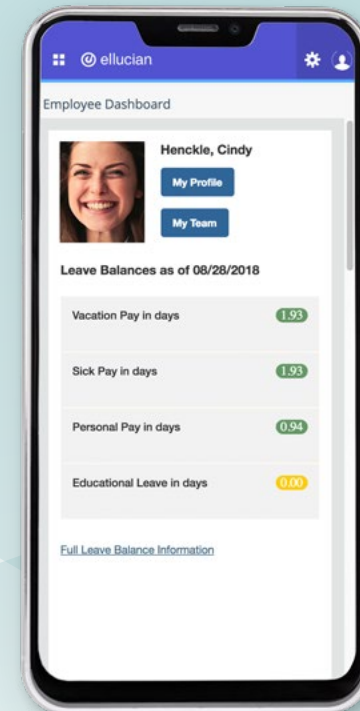 ellucian
Employee Dashboard
Henckle, Cindy
My Profile
My Team
Leave Balances as of 08/28/2018
Vacation Pay in days 1.93
Sick Pay in days 1.93
Personal Pay in days 0.94
Educational Leave in days 0.00
Full Leave Balance Information